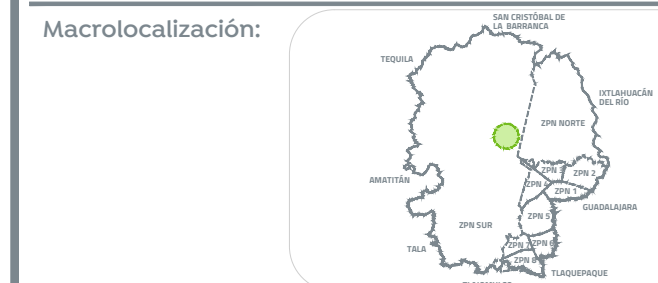 Macrolocalización:
SAN CRISTÓBAL DE
LA BARRANCA
TEQUILA
IXTLAHUACÁN
DEL RÍO
ZPN NORTE
ZPN 3
ZPN 2
AMATITÁN
ZPN 4
ZPN 1
GUADALAJARA
ZPN 5
ZPN SUR
ZPN 7
ZPN 6
TALA
ZPN 8
TLAQUEPAQUE